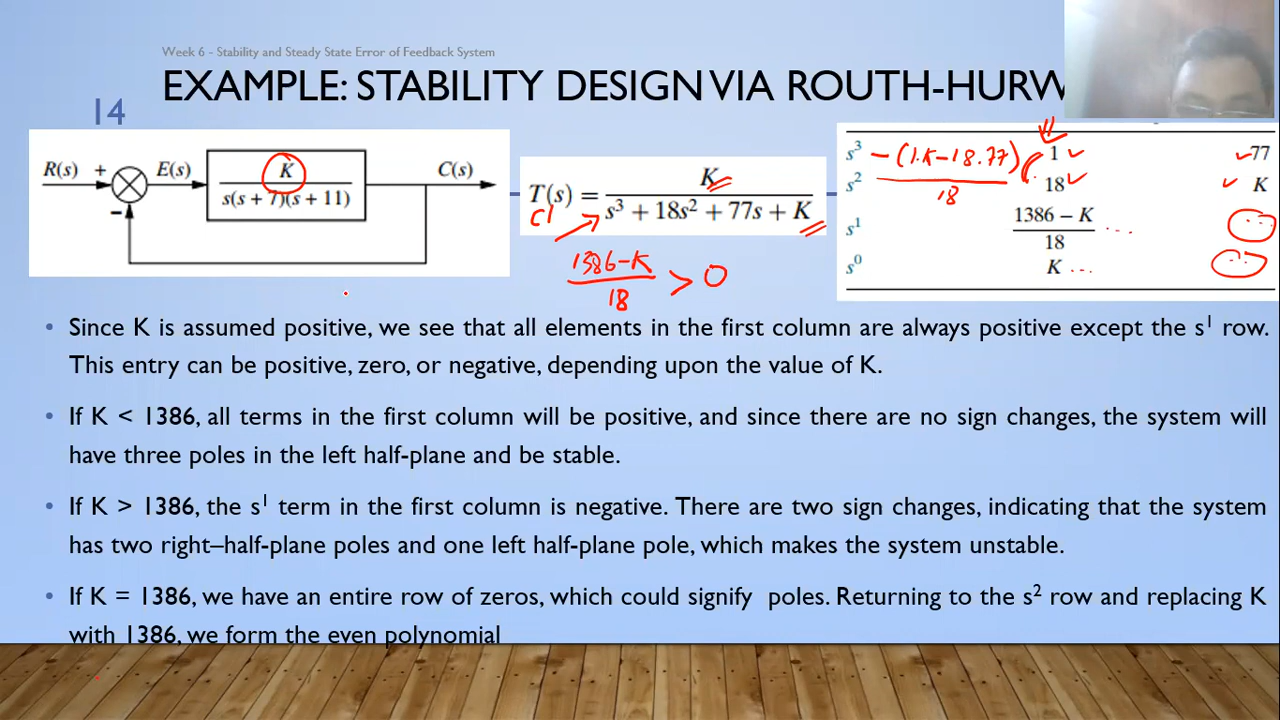 Week 6 - Stability and Steady State Error of Feedback System
EXAMPLE: STABILITY DESIGN VIA ROUTH-HURW
14
R(s) + E(s) K C(s)
s(s + 7)(s + 11)
−
T(s) = K
s³ + 18s² + 77s + K
Cl
1386-K > 0
18
s³ -(1.K-18.77) 1 77
s² 18 18 K
s¹ 1386 − K ...
18
s⁰ K ...
• Since K is assumed positive, we see that all elements in the first column are always positive except the s¹ row.
This entry can be positive, zero, or negative, depending upon the value of K.
• If K < 1386, all terms in the first column will be positive, and since there are no sign changes, the system will
have three poles in the left half-plane and be stable.
• If K > 1386, the s¹ term in the first column is negative. There are two sign changes, indicating that the system
has two right–half-plane poles and one left half-plane pole, which makes the system unstable.
• If K = 1386, we have an entire row of zeros, which could signify poles. Returning to the s² row and replacing K
with 1386, we form the even polynomial